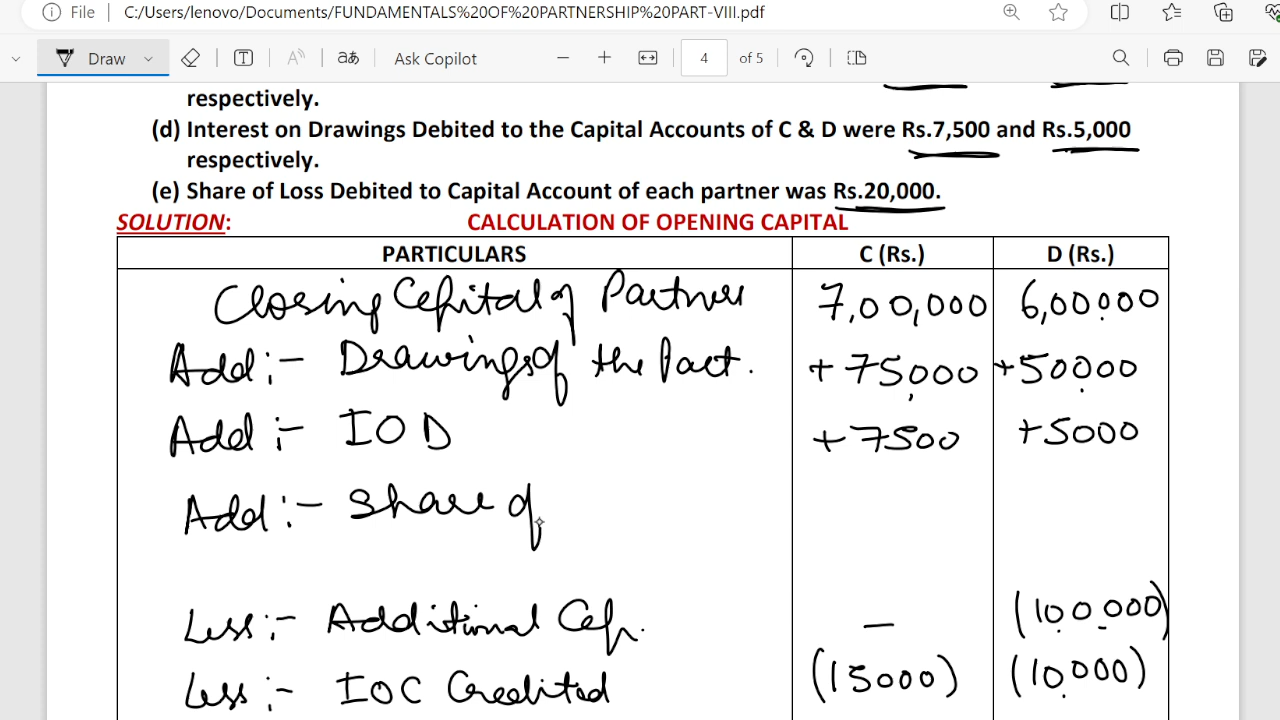 File C:/Users/lenovo/Documents/FUNDAMENTALS%20OF%20PARTNERSHIP%20PART-VIII.pdf
Draw T A aあ Ask Copilot 4 of 5
respectively.
(d) Interest on Drawings Debited to the Capital Accounts of C & D were Rs.7,500 and Rs.5,000
respectively.
(e) Share of Loss Debited to Capital Account of each partner was Rs.20,000.
SOLUTION: CALCULATION OF OPENING CAPITAL
PARTICULARS C (Rs.) D (Rs.)
Closing Capital of Partner 7,00,000 6,00000
Add:- Drawings of the Part. +75,000 +50000
Add:- IOD +7500 +5000
Add:- Share of
Less:- Additional Cap. — (100,000)
Less:- IOC Credited (15000) (10,000)